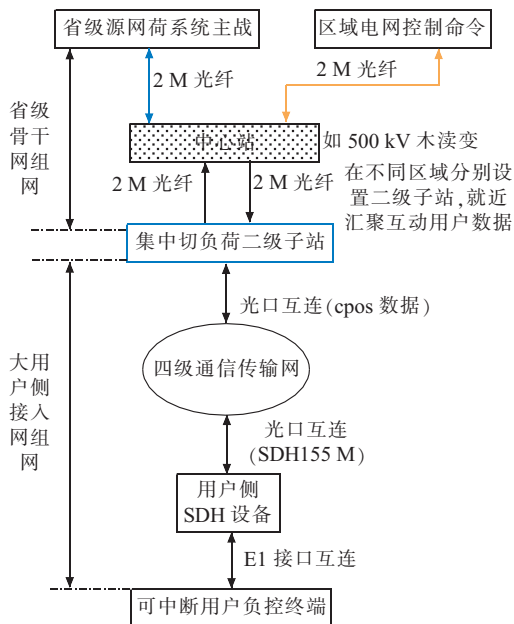 省级源网荷系统主战
区域电网控制命令
2 M 光纤
2 M 光纤
省级
骨干
网组
网
中心站
如 500 kV 木渎变
2 M 光纤
2 M 光纤
在不同区域分别设
置二级子站,就近
汇聚互动用户数据
集中切负荷二级子站
光口互连(cpos 数据)
四级通信传输网
大用
户侧
接入
网组
网
光口互连
(SDH155 M)
用户侧
SDH 设备
E1 接口互连
可中断用户负控终端